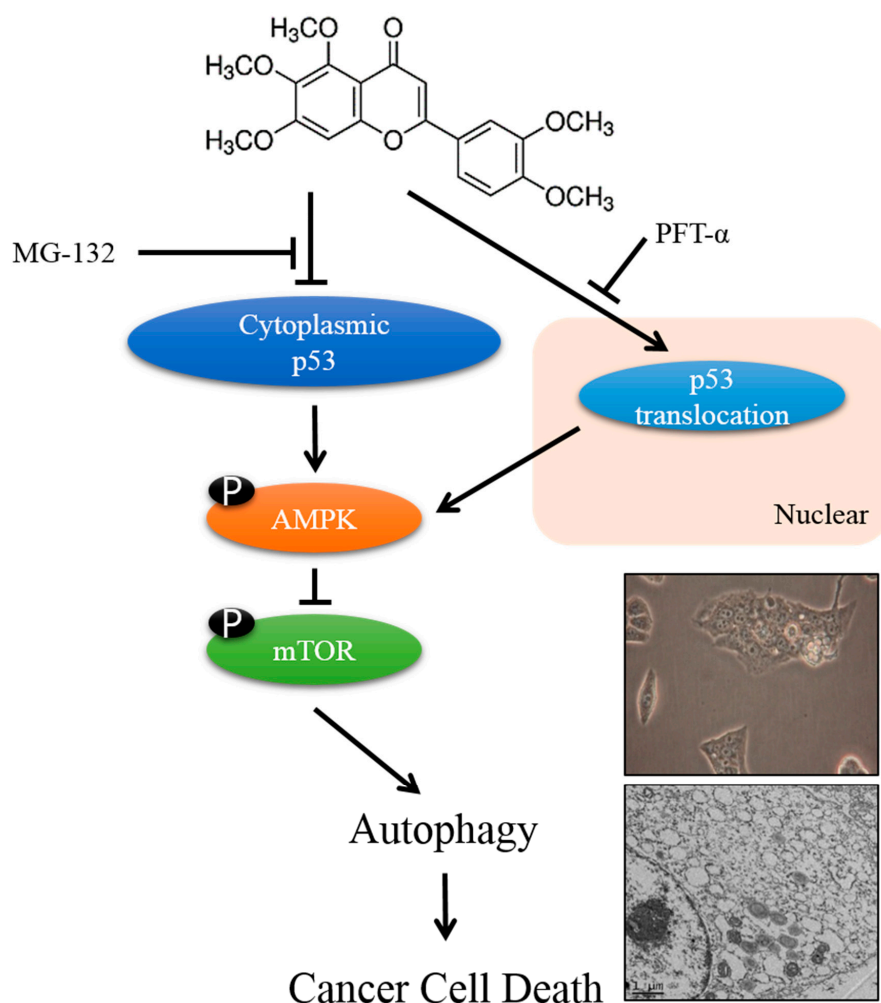 OCH₃ O
H₃CO
H₃CO
O
OCH₃
OCH₃
MG-132
PFT-α
Cytoplasmic
p53
p53
translocation
P
AMPK
Nuclear
P
mTOR
Autophagy
Cancer Cell Death
1 µm